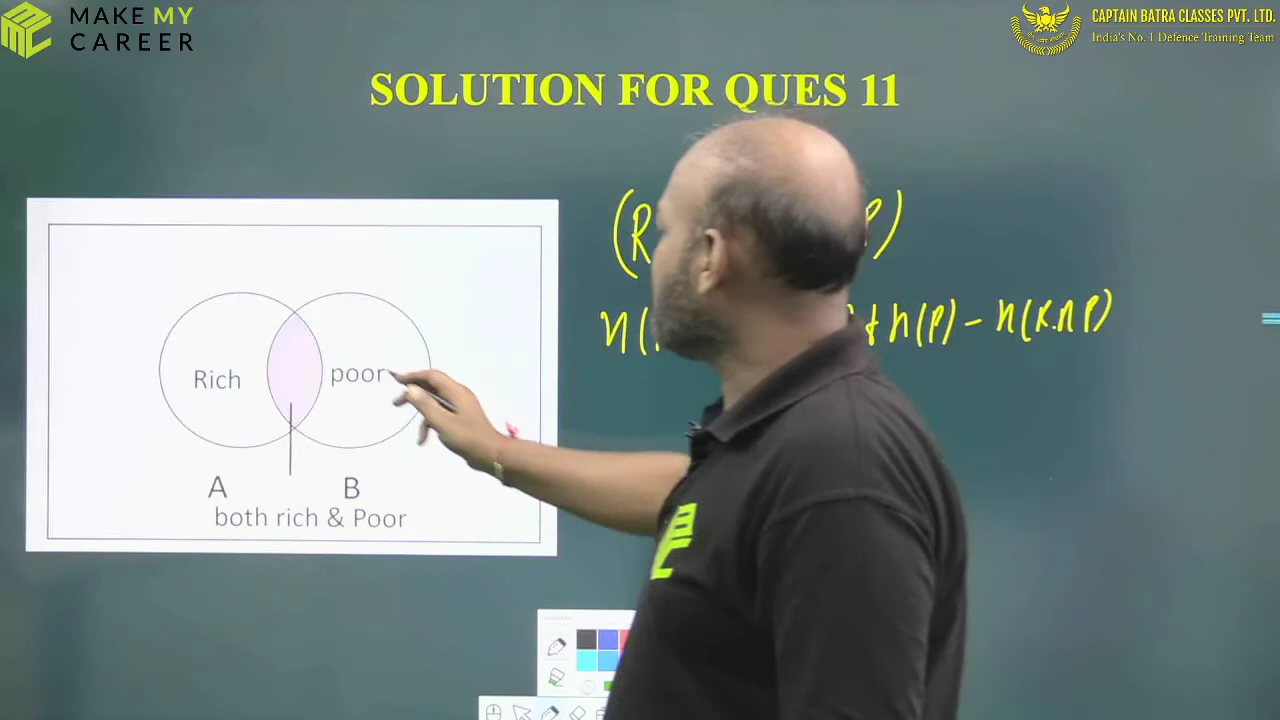 MAKE MY
CAREER
CAPTAIN BATRA CLASSES PVT. LTD.
India's No. 1 Defence Training Team
SOLUTION FOR QUES 11
(R P)
n( + n(P) - n(R∩P)
Rich
poor
A B
both rich & Poor